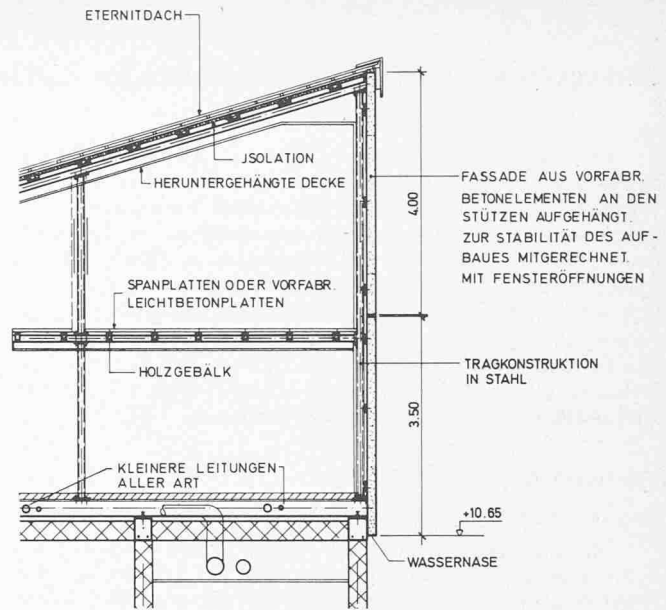 ETERNITDACH
JSOLATION
HERUNTERGEHÄNGTE DECKE
FASSADE AUS VORFABR.
BETONELEMENTEN AN DEN
STÜTZEN AUFGEHÄNGT.
ZUR STABILITÄT DES AUF-
BAUES MITGERECHNET.
MIT FENSTERÖFFNUNGEN
4.00
SPANPLATTEN ODER VORFABR.
LEICHTBETONPLATTEN
HOLZGEBÄLK
TRAGKONSTRUKTION
IN STAHL
3.50
KLEINERE LEITUNGEN
ALLER ART
+10.65
WASSERNASE